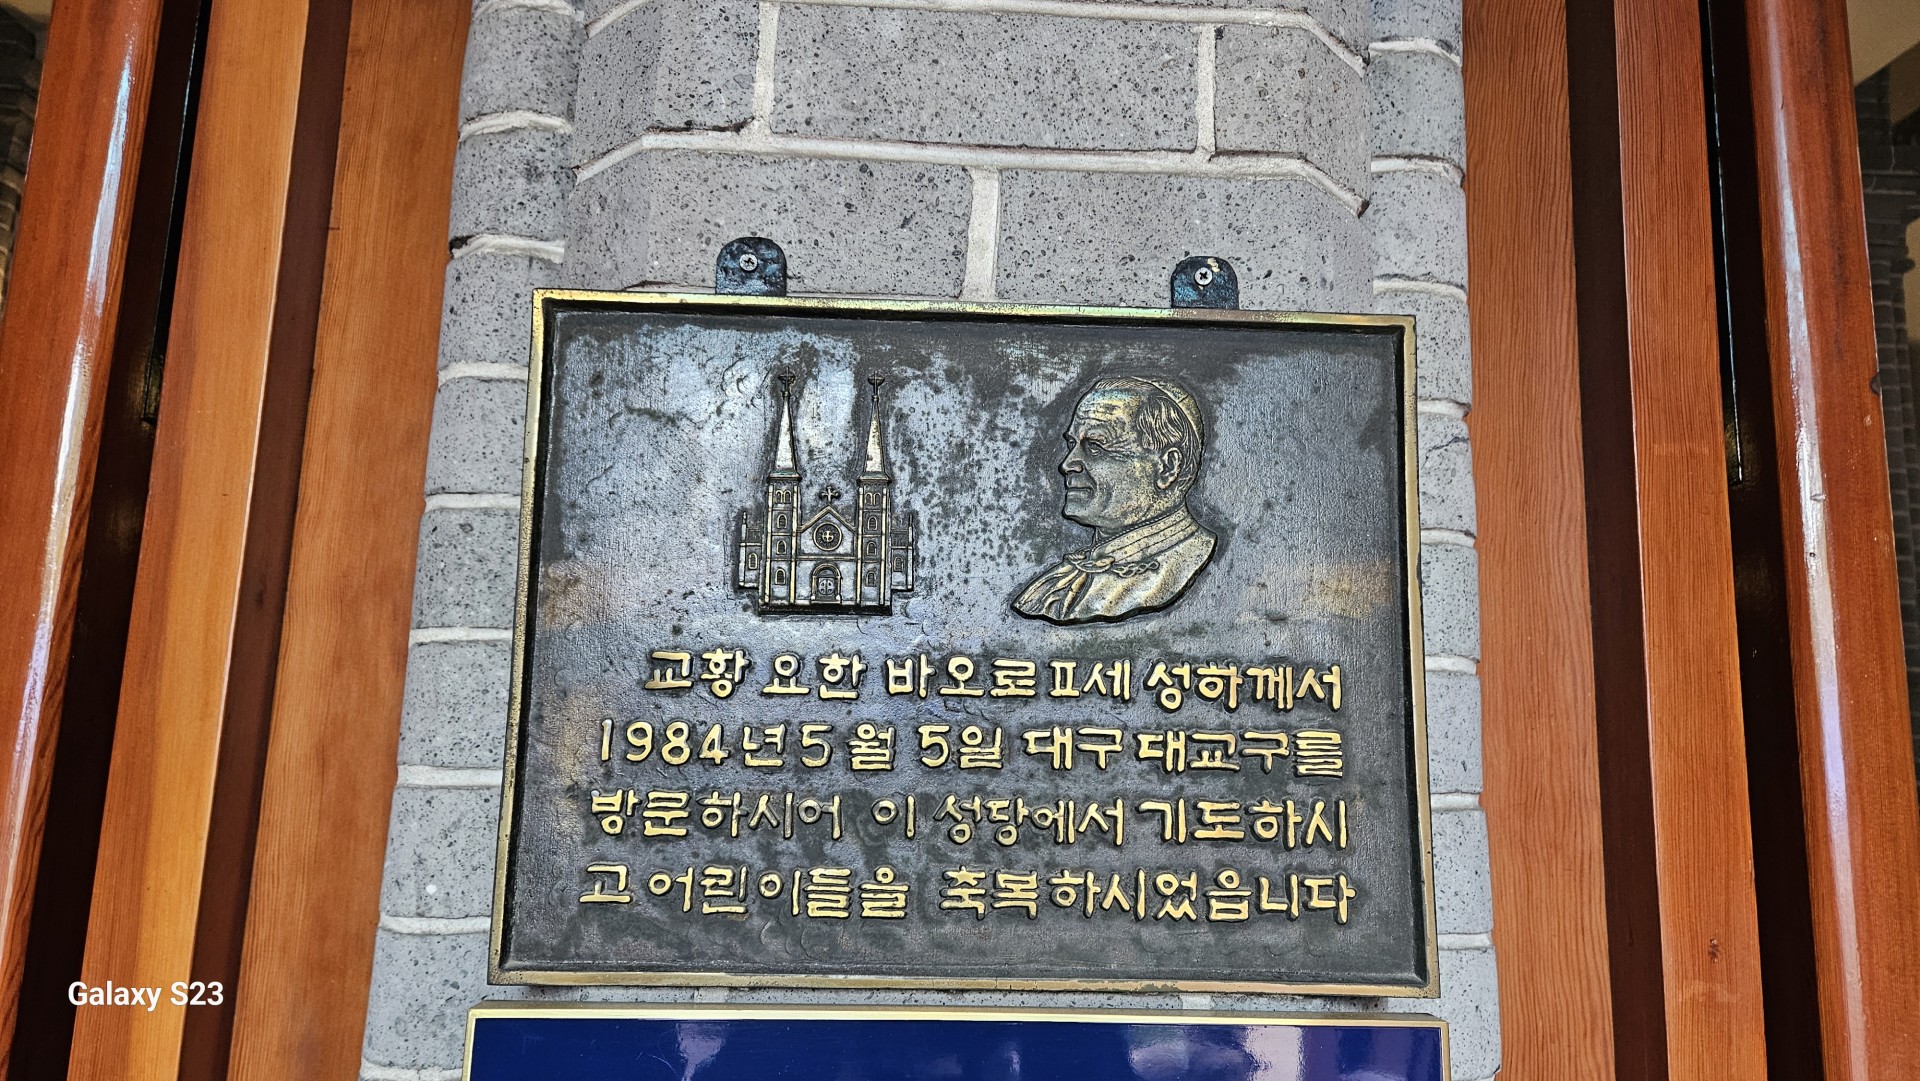 교황 요한 바오로 II세 성하께서
1984년 5월 5일 대구 대교구를
방문하시어 이 성당에서 기도하시
고 어린이들을 축복하시었읍니다
Galaxy S23